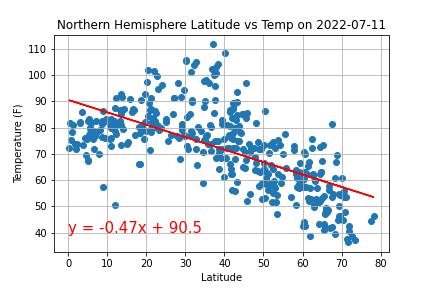 Northern Hemisphere Latitude vs Temp on 2022-07-11
Temperature (F)
110
100
90
80
70
60
50
40
y = -0.47x + 90.5
0 10 20 30 40 50 60 70 80
Latitude